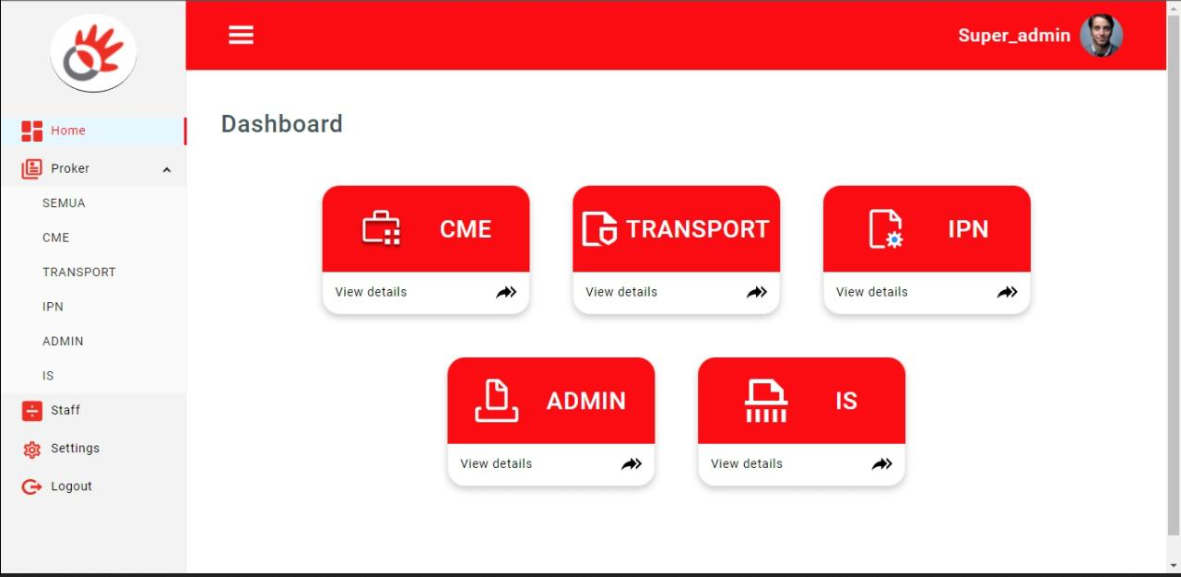 Super_admin
Home
Proker
SEMUA
CME
TRANSPORT
IPN
ADMIN
IS
Staff
Settings
Logout
Dashboard
CME
TRANSPORT
IPN
View details
View details
View details
ADMIN
IS
View details
View details